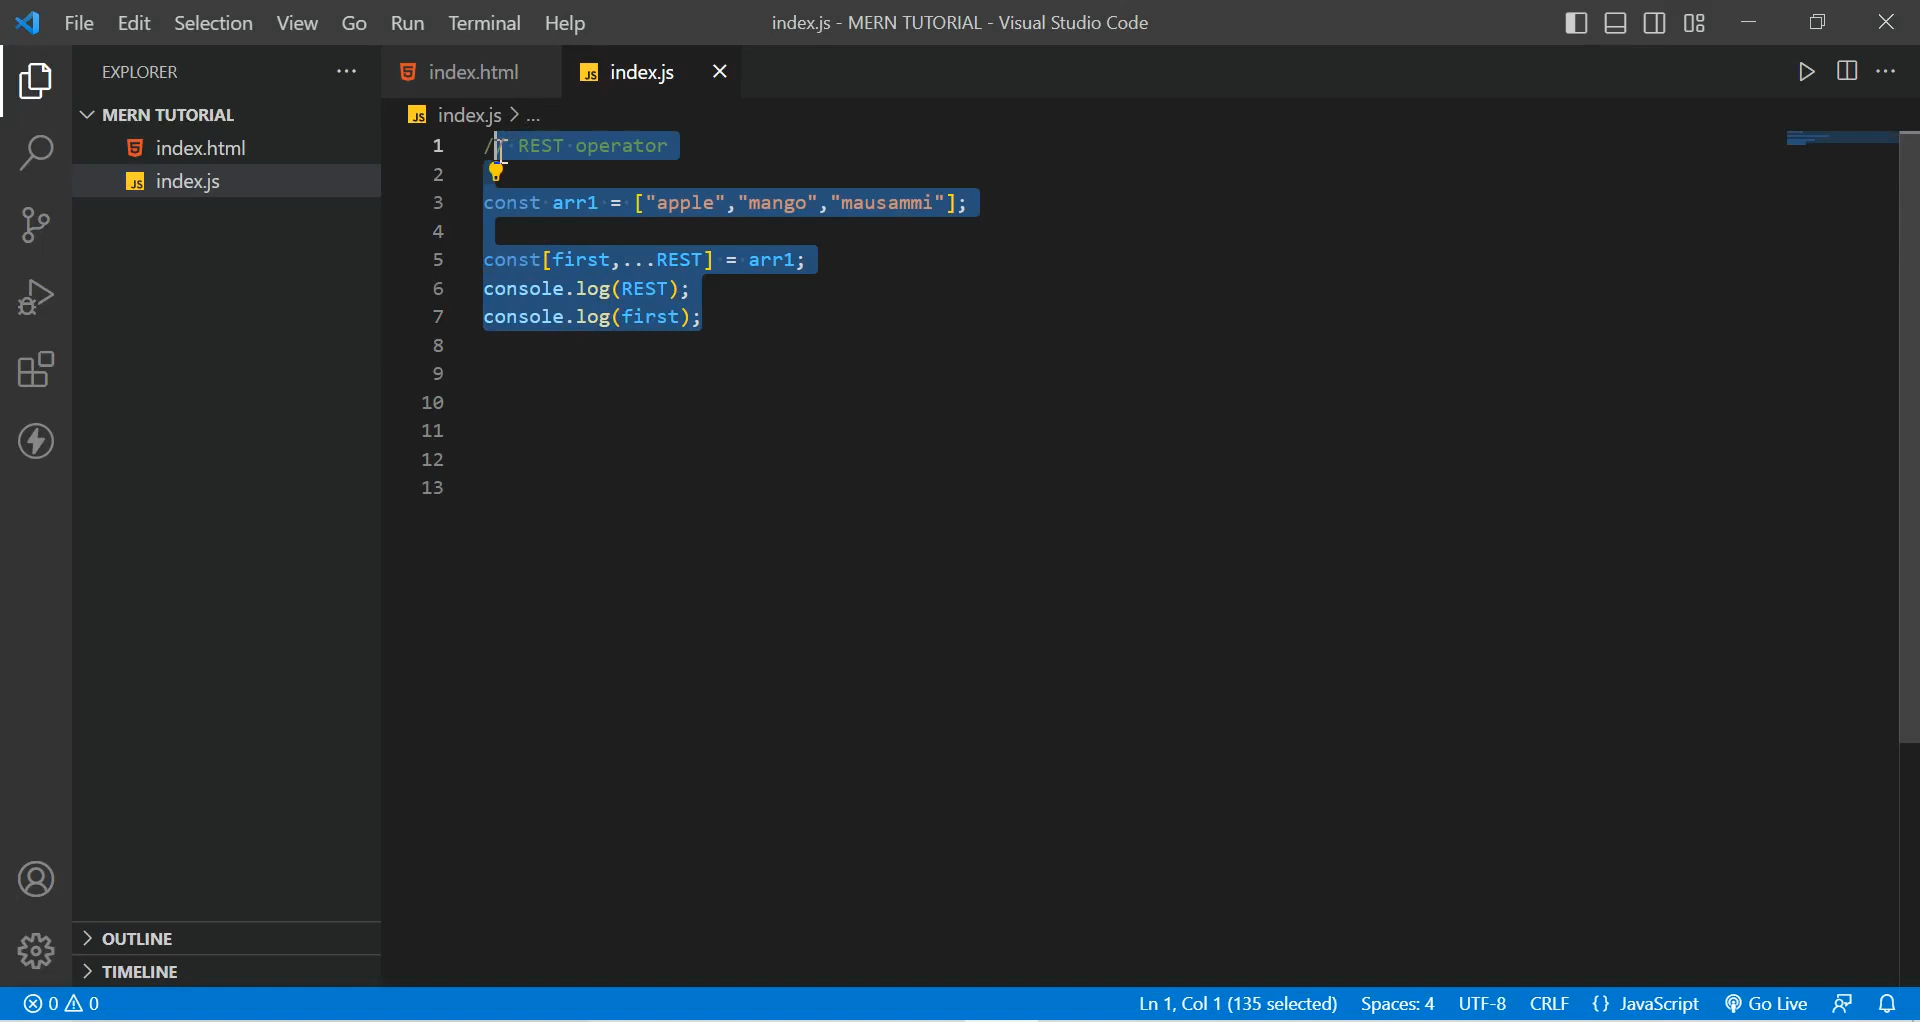 File Edit Selection View Go Run Terminal Help
index.js - MERN TUTORIAL - Visual Studio Code
EXPLORER
MERN TUTORIAL
index.html
index.js
OUTLINE
TIMELINE
index.html
index.js
index.js > ...
1 // REST operator
2
3 const arr1 = ["apple","mango","mausammi"];
4
5 const[first,...REST] = arr1;
6 console.log(REST);
7 console.log(first);
8
9
10
11
12
13
0 0 Ln 1, Col 1 (135 selected) Spaces: 4 UTF-8 CRLF {} JavaScript Go Live